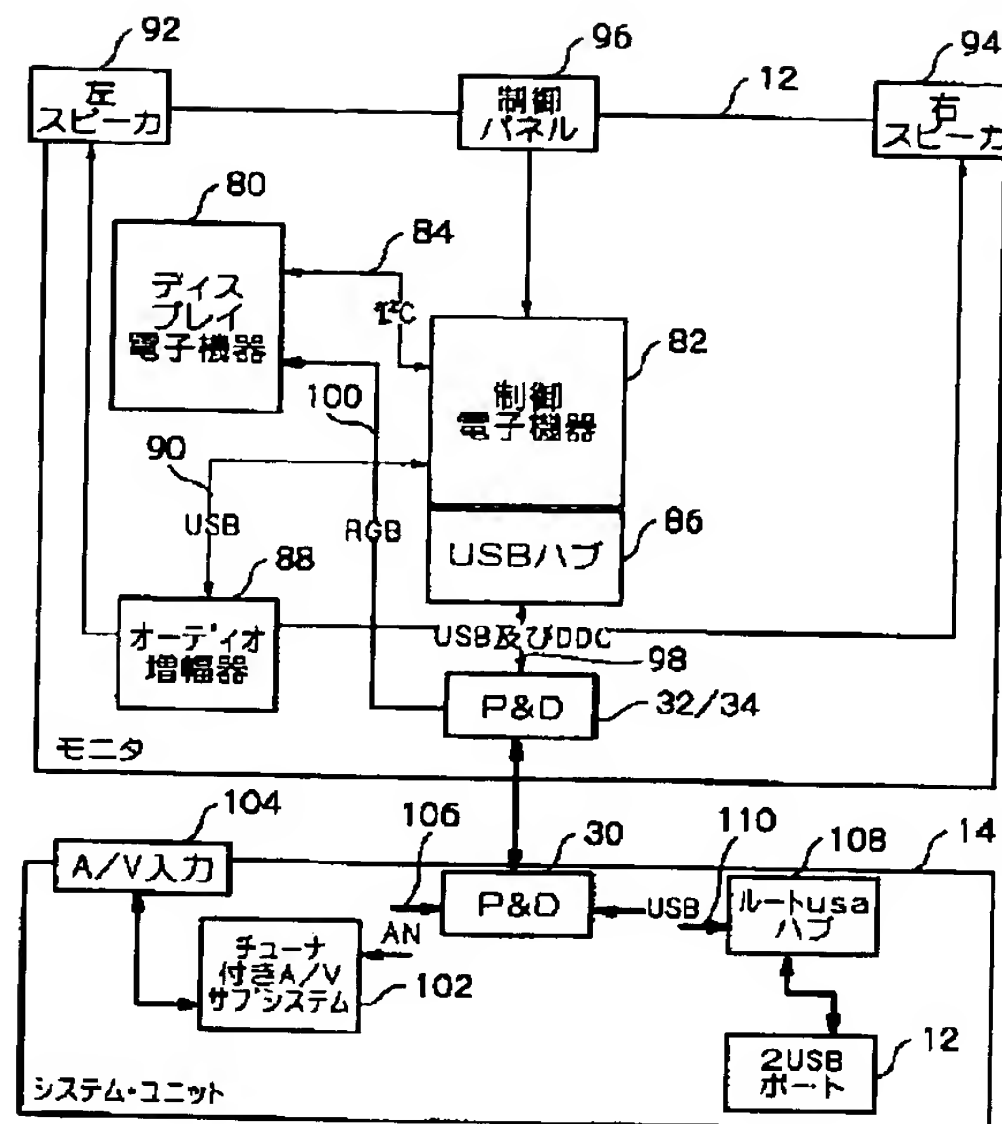 92
96
94
左
スピーカ
制御
パネル
12
右
スピーカ
80
84
ディス
プレイ
電子機器
I²C
82
制御
電子機器
100
90
USB
RGB
86
USBハブ
88
オーディオ
増幅器
USB及びDDC
98
P&D
32/34
モニタ
104
106
30
110
108
14
A/V入力
P&D
USB
ルートusa
ハブ
AN
チューナ
付きA/V
サブシステム
102
12
2USB
ポート
システム・ユニット